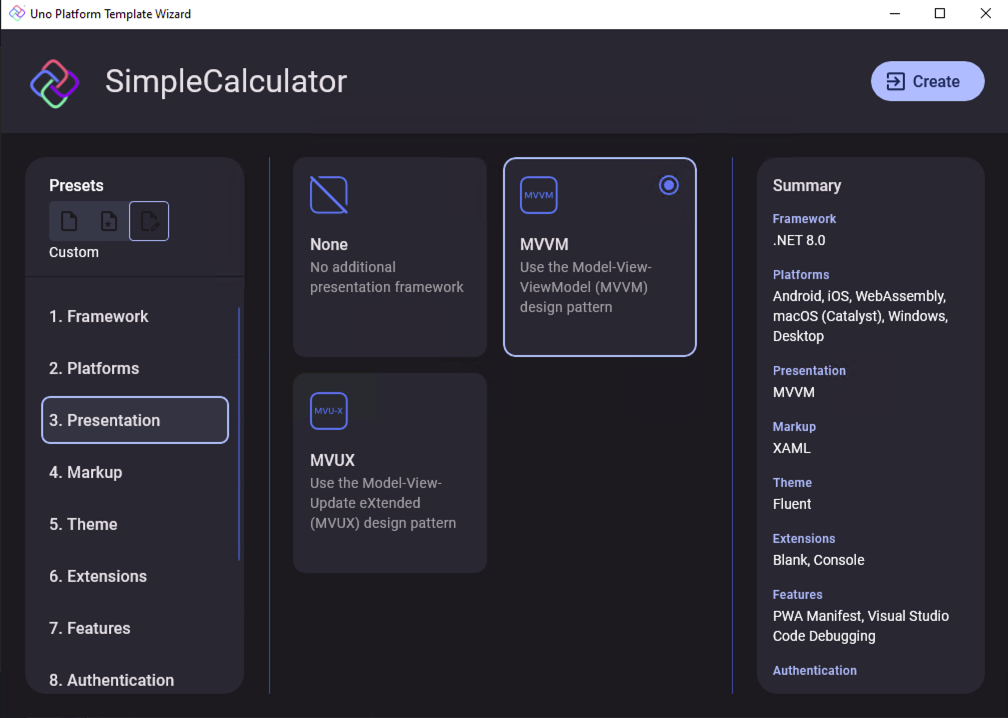 Uno Platform Template Wizard
SimpleCalculator
Create
Presets
Custom
1. Framework
2. Platforms
3. Presentation
4. Markup
5. Theme
6. Extensions
7. Features
8. Authentication
None
No additional
presentation framework
MVVM
MVVM
Use the Model-View-
ViewModel (MVVM)
design pattern
MVU-X
MVUX
Use the Model-View-
Update eXtended
(MVUX) design pattern
Summary
Framework
.NET 8.0
Platforms
Android, iOS, WebAssembly,
macOS (Catalyst), Windows,
Desktop
Presentation
MVVM
Markup
XAML
Theme
Fluent
Extensions
Blank, Console
Features
PWA Manifest, Visual Studio
Code Debugging
Authentication